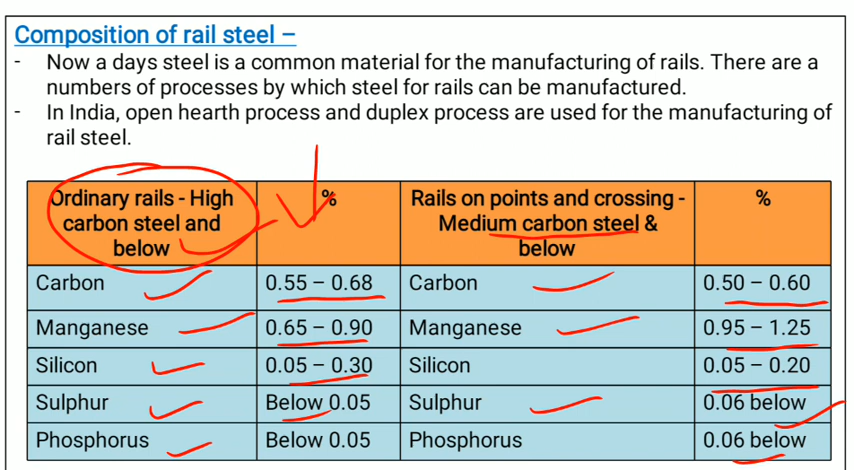 Composition of rail steel –
- Now a days steel is a common material for the manufacturing of rails. There are a
numbers of processes by which steel for rails can be manufactured.
- In India, open hearth process and duplex process are used for the manufacturing of
rail steel.
Ordinary rails - High carbon steel and below % Rails on points and crossing - Medium carbon steel & below %
Carbon 0.55 – 0.68 Carbon 0.50 – 0.60
Manganese 0.65 – 0.90 Manganese 0.95 – 1.25
Silicon 0.05 – 0.30 Silicon 0.05 – 0.20
Sulphur Below 0.05 Sulphur 0.06 below
Phosphorus Below 0.05 Phosphorus 0.06 below